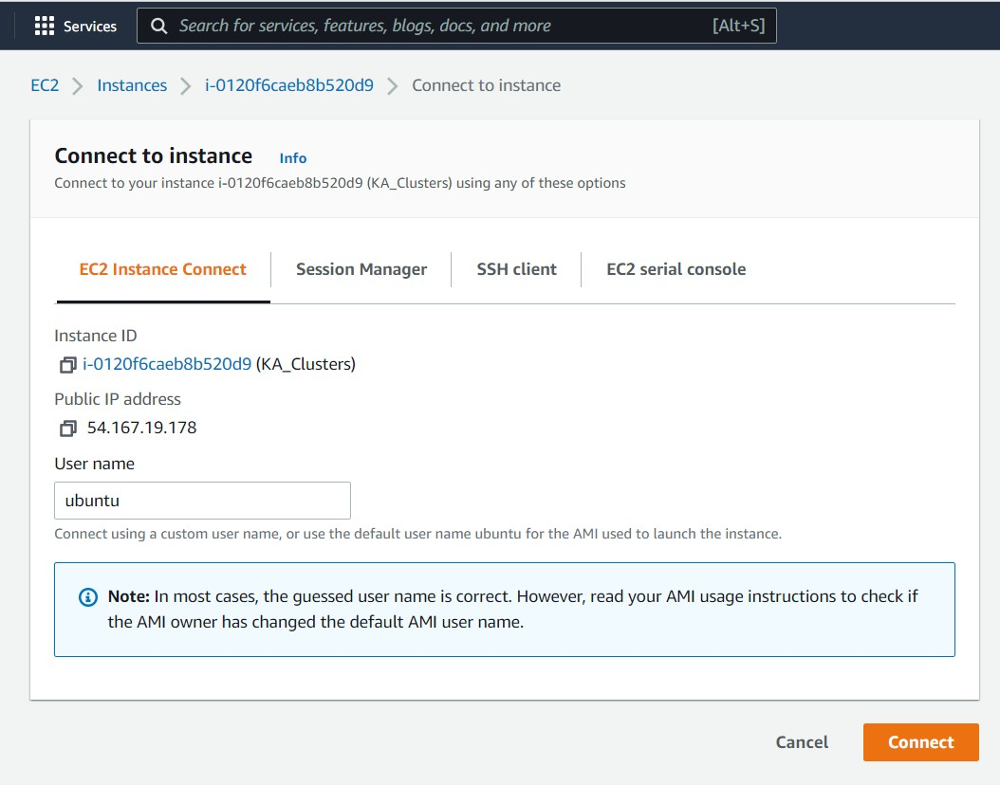 Services
Search for services, features, blogs, docs, and more [Alt+S]
EC2 > Instances > i-0120f6caeb8b520d9 > Connect to instance
Connect to instance Info
Connect to your instance i-0120f6caeb8b520d9 (KA_Clusters) using any of these options
EC2 Instance Connect Session Manager SSH client EC2 serial console
Instance ID
i-0120f6caeb8b520d9 (KA_Clusters)
Public IP address
54.167.19.178
User name
ubuntu
Connect using a custom user name, or use the default user name ubuntu for the AMI used to launch the instance.
Note: In most cases, the guessed user name is correct. However, read your AMI usage instructions to check if
the AMI owner has changed the default AMI user name.
Cancel Connect